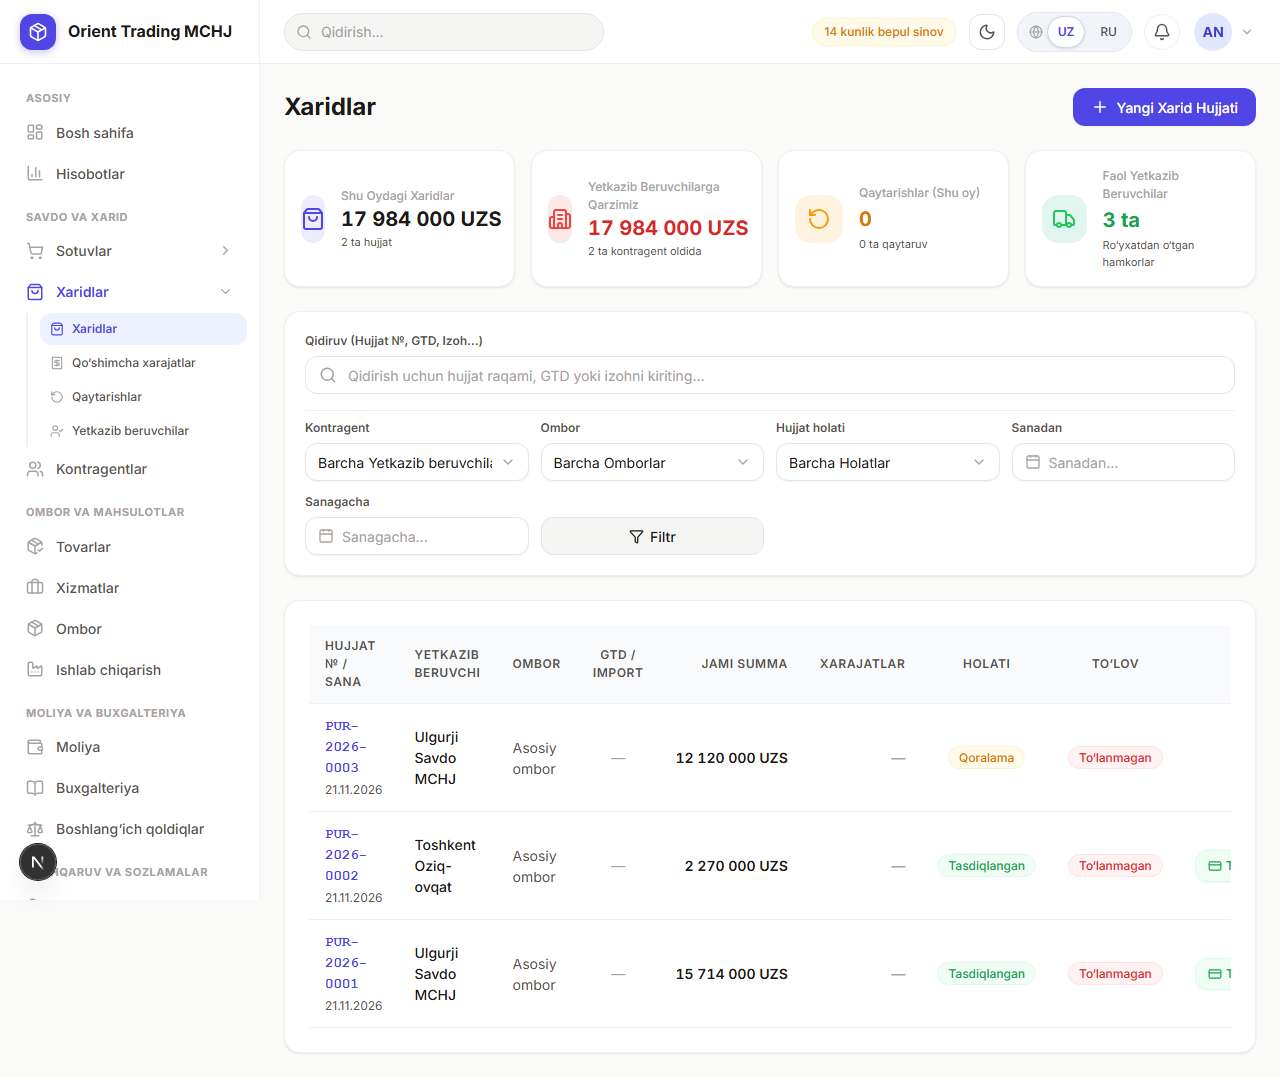 Orient Trading MCHJ
Qidirish...
14 kunlik bepul sinov
UZ
RU
AN
ASOSIY
Bosh sahifa
Hisobotlar
SAVDO VA XARID
Sotuvlar
Xaridlar
Xaridlar
Qo‘shimcha xarajatlar
Qaytarishlar
Yetkazib beruvchilar
Kontragentlar
OMBOR VA MAHSULOTLAR
Tovarlar
Xizmatlar
Ombor
Ishlab chiqarish
MOLIYA VA BUXGALTERIYA
Moliya
Buxgalteriya
Boshlang‘ich qoldiqlar
QARUV VA SOZLAMALAR
N
Xaridlar
Yangi Xarid Hujjati
Shu Oydagi Xaridlar
17 984 000 UZS
2 ta hujjat
Yetkazib Beruvchilarga
Qarzimiz
17 984 000 UZS
2 ta kontragent oldida
Qaytarishlar (Shu oy)
0
0 ta qaytaruv
Faol Yetkazib
Beruvchilar
3 ta
Ro‘yxatdan o‘tgan
hamkorlar
Qidiruv (Hujjat №, GTD, Izoh...)
Qidirish uchun hujjat raqami, GTD yoki izohni kiriting...
Kontragent
Ombor
Hujjat holati
Sanadan
Barcha Yetkazib beruvchila
Barcha Omborlar
Barcha Holatlar
Sanadan...
Sanagacha
Sanagacha...
Filtr
HUJJAT
№ /
SANA
YETKAZIB
BERUVCHI
OMBOR
GTD /
IMPORT
JAMI SUMMA
XARAJATLAR
HOLATI
TO‘LOV
PUR-
2026-
0003
21.11.2026
Ulgurji
Savdo
MCHJ
Asosiy
ombor
—
12 120 000 UZS
—
Qoralama
To‘lanmagan
PUR-
2026-
0002
21.11.2026
Toshkent
Oziq-
ovqat
Asosiy
ombor
—
2 270 000 UZS
—
Tasdiqlangan
To‘lanmagan
PUR-
2026-
0001
21.11.2026
Ulgurji
Savdo
MCHJ
Asosiy
ombor
—
15 714 000 UZS
—
Tasdiqlangan
To‘lanmagan